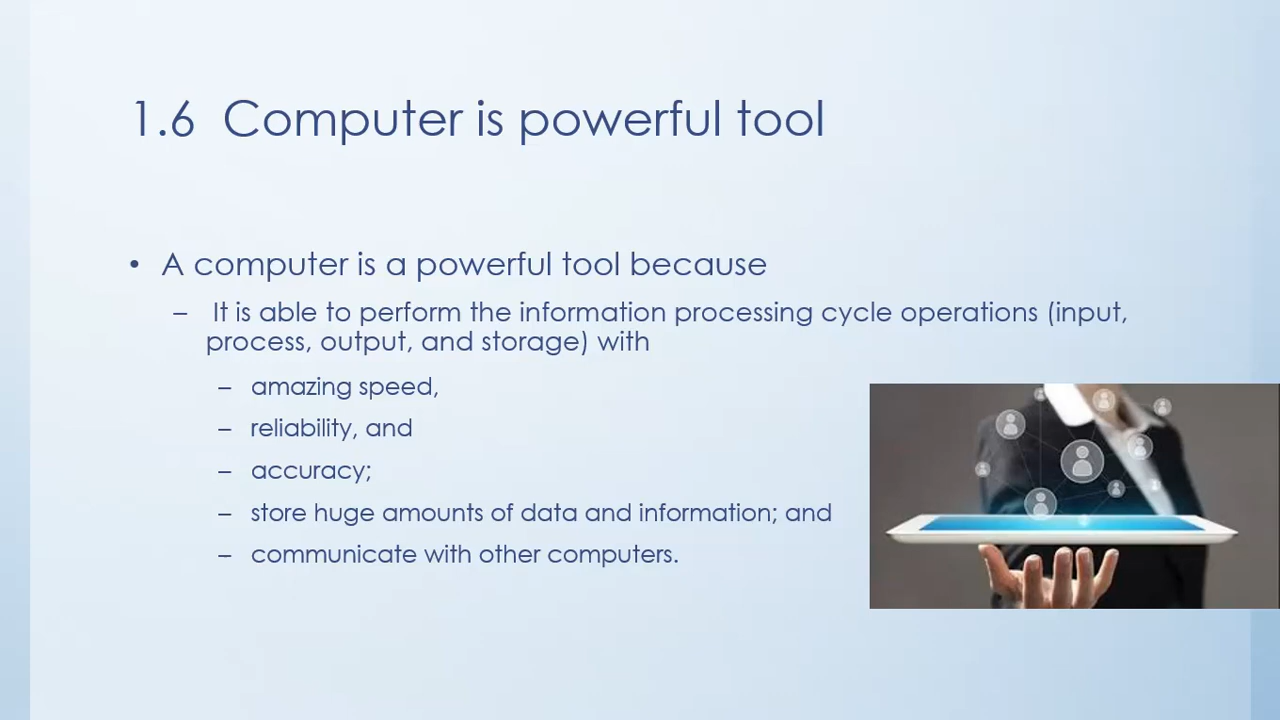 1.6 Computer is powerful tool
• A computer is a powerful tool because
– It is able to perform the information processing cycle operations (input,
process, output, and storage) with
– amazing speed,
– reliability, and
– accuracy;
– store huge amounts of data and information; and
– communicate with other computers.